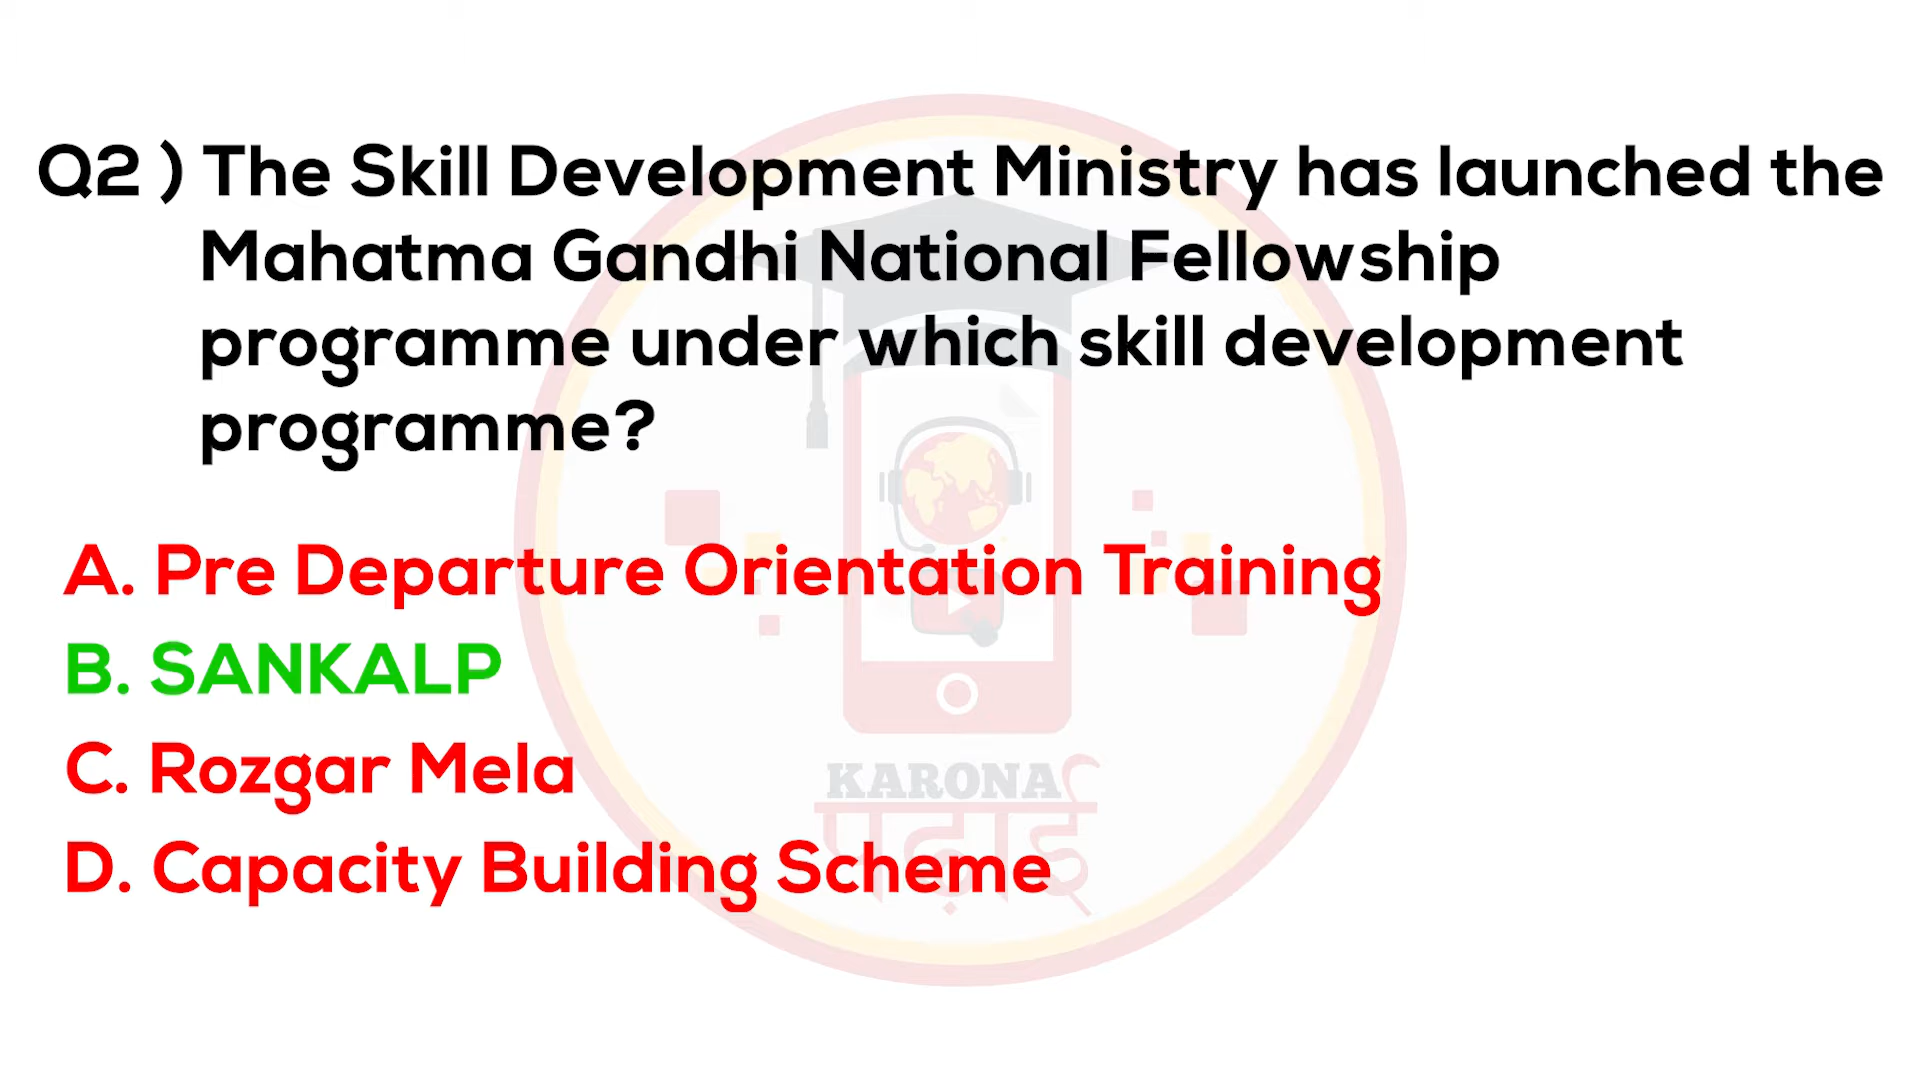 Q2 ) The Skill Development Ministry has launched the
Mahatma Gandhi National Fellowship
programme under which skill development
programme?
A. Pre Departure Orientation Training
B. SANKALP
C. Rozgar Mela
D. Capacity Building Scheme
KARONA
पढ़ाई